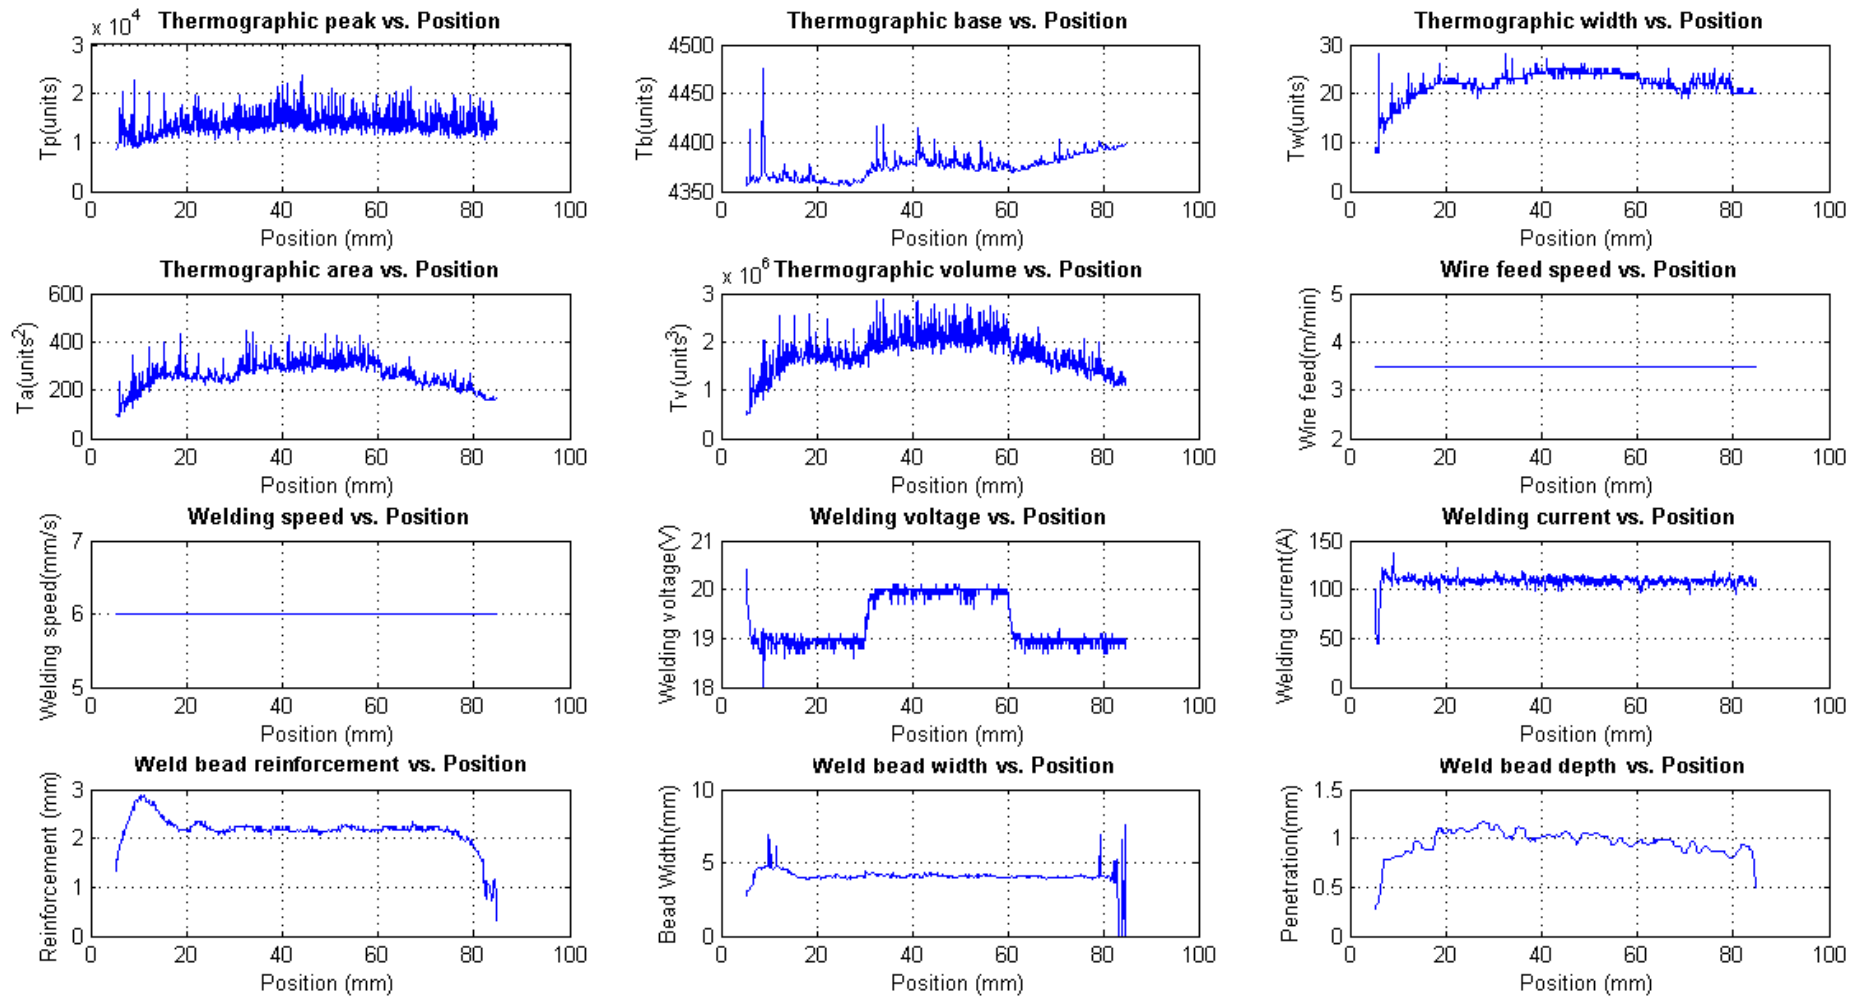 Thermographic peak vs. Position
x 10^4
Tp(units)
3
2
1
0
0 20 40 60 80 100
Position (mm)
Thermographic base vs. Position
Tb(units)
4500
4450
4400
4350
0 20 40 60 80 100
Position (mm)
Thermographic width vs. Position
Tw(units)
30
20
10
0
0 20 40 60 80 100
Position (mm)
Thermographic area vs. Position
Ta(units²)
600
400
200
0
0 20 40 60 80 100
Position (mm)
x 10^6 Thermographic volume vs. Position
Tv(units³)
3
2
1
0
0 20 40 60 80 100
Position (mm)
Wire feed speed vs. Position
Wire feed(m/min)
5
4
3
2
0 20 40 60 80 100
Position (mm)
Welding speed vs. Position
Welding speed(mm/s)
7
6
5
0 20 40 60 80 100
Position (mm)
Welding voltage vs. Position
Welding voltage(V)
21
20
19
18
0 20 40 60 80 100
Position (mm)
Welding current vs. Position
Welding current(A)
150
100
50
0
0 20 40 60 80 100
Position (mm)
Weld bead reinforcement vs. Position
Reinforcement (mm)
3
2
1
0
0 20 40 60 80 100
Position (mm)
Weld bead width vs. Position
Bead Width(mm)
10
5
0
0 20 40 60 80 100
Position (mm)
Weld bead depth vs. Position
Penetration(mm)
1.5
1
0.5
0
0 20 40 60 80 100
Position (mm)